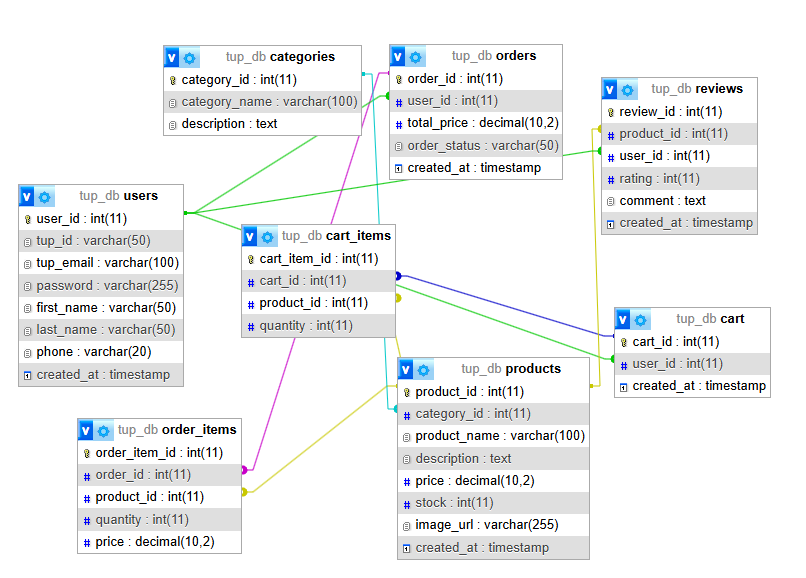 tup_db categories
category_id : int(11)
category_name : varchar(100)
description : text
tup_db orders
order_id : int(11)
user_id : int(11)
total_price : decimal(10,2)
order_status : varchar(50)
created_at : timestamp
tup_db reviews
review_id : int(11)
product_id : int(11)
user_id : int(11)
rating : int(11)
comment : text
created_at : timestamp
tup_db users
user_id : int(11)
tup_id : varchar(50)
tup_email : varchar(100)
password : varchar(255)
first_name : varchar(50)
last_name : varchar(50)
phone : varchar(20)
created_at : timestamp
tup_db cart_items
cart_item_id : int(11)
cart_id : int(11)
product_id : int(11)
quantity : int(11)
tup_db cart
cart_id : int(11)
user_id : int(11)
created_at : timestamp
tup_db products
product_id : int(11)
category_id : int(11)
product_name : varchar(100)
description : text
price : decimal(10,2)
stock : int(11)
image_url : varchar(255)
created_at : timestamp
tup_db order_items
order_item_id : int(11)
order_id : int(11)
product_id : int(11)
quantity : int(11)
price : decimal(10,2)